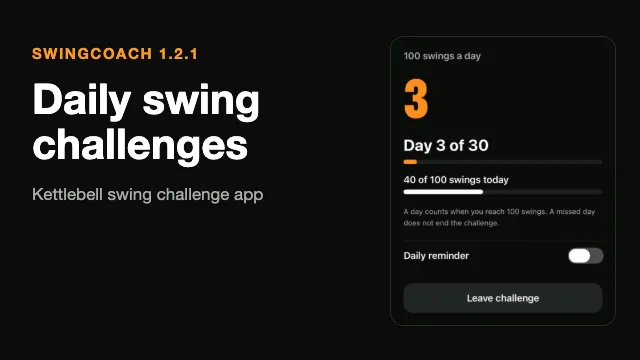 SWINGCOACH 1.2.1
Daily swing
challenges
Kettlebell swing challenge app
100 swings a day
3
Day 3 of 30
40 of 100 swings today
A day counts when you reach 100 swings. A missed day
does not end the challenge.
Daily reminder
Leave challenge